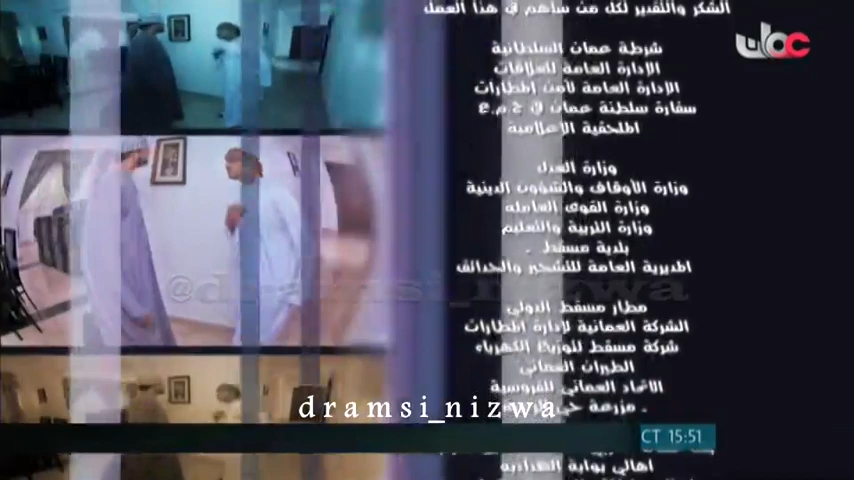 الشكر والتقدير لكل من ساهم في هذا العمل
عمان
شرطة عمان السلطانية
الإدارة العامة للعلاقات
الإدارة العامة لأمن المطارات
سفارة سلطنة عمان في ج.م.ع
الملحقية الإعلامية
وزارة العدل
وزارة الأوقاف والشؤون الدينية
وزارة القوى العاملة
وزارة التربية والتعليم
بلدية مسقط .
المديرية العامة للتشجير والحدائق
@dramsi_nizwa
مطار مسقط الدولي
الشركة العمانية لإدارة المطارات
شركة مسقط لتوزيع الكهرباء
الطيران العماني
الاتحاد العماني للفروسية
dramsi_nizwa
. مزرعة
CT 15:51
اهالي بوابة